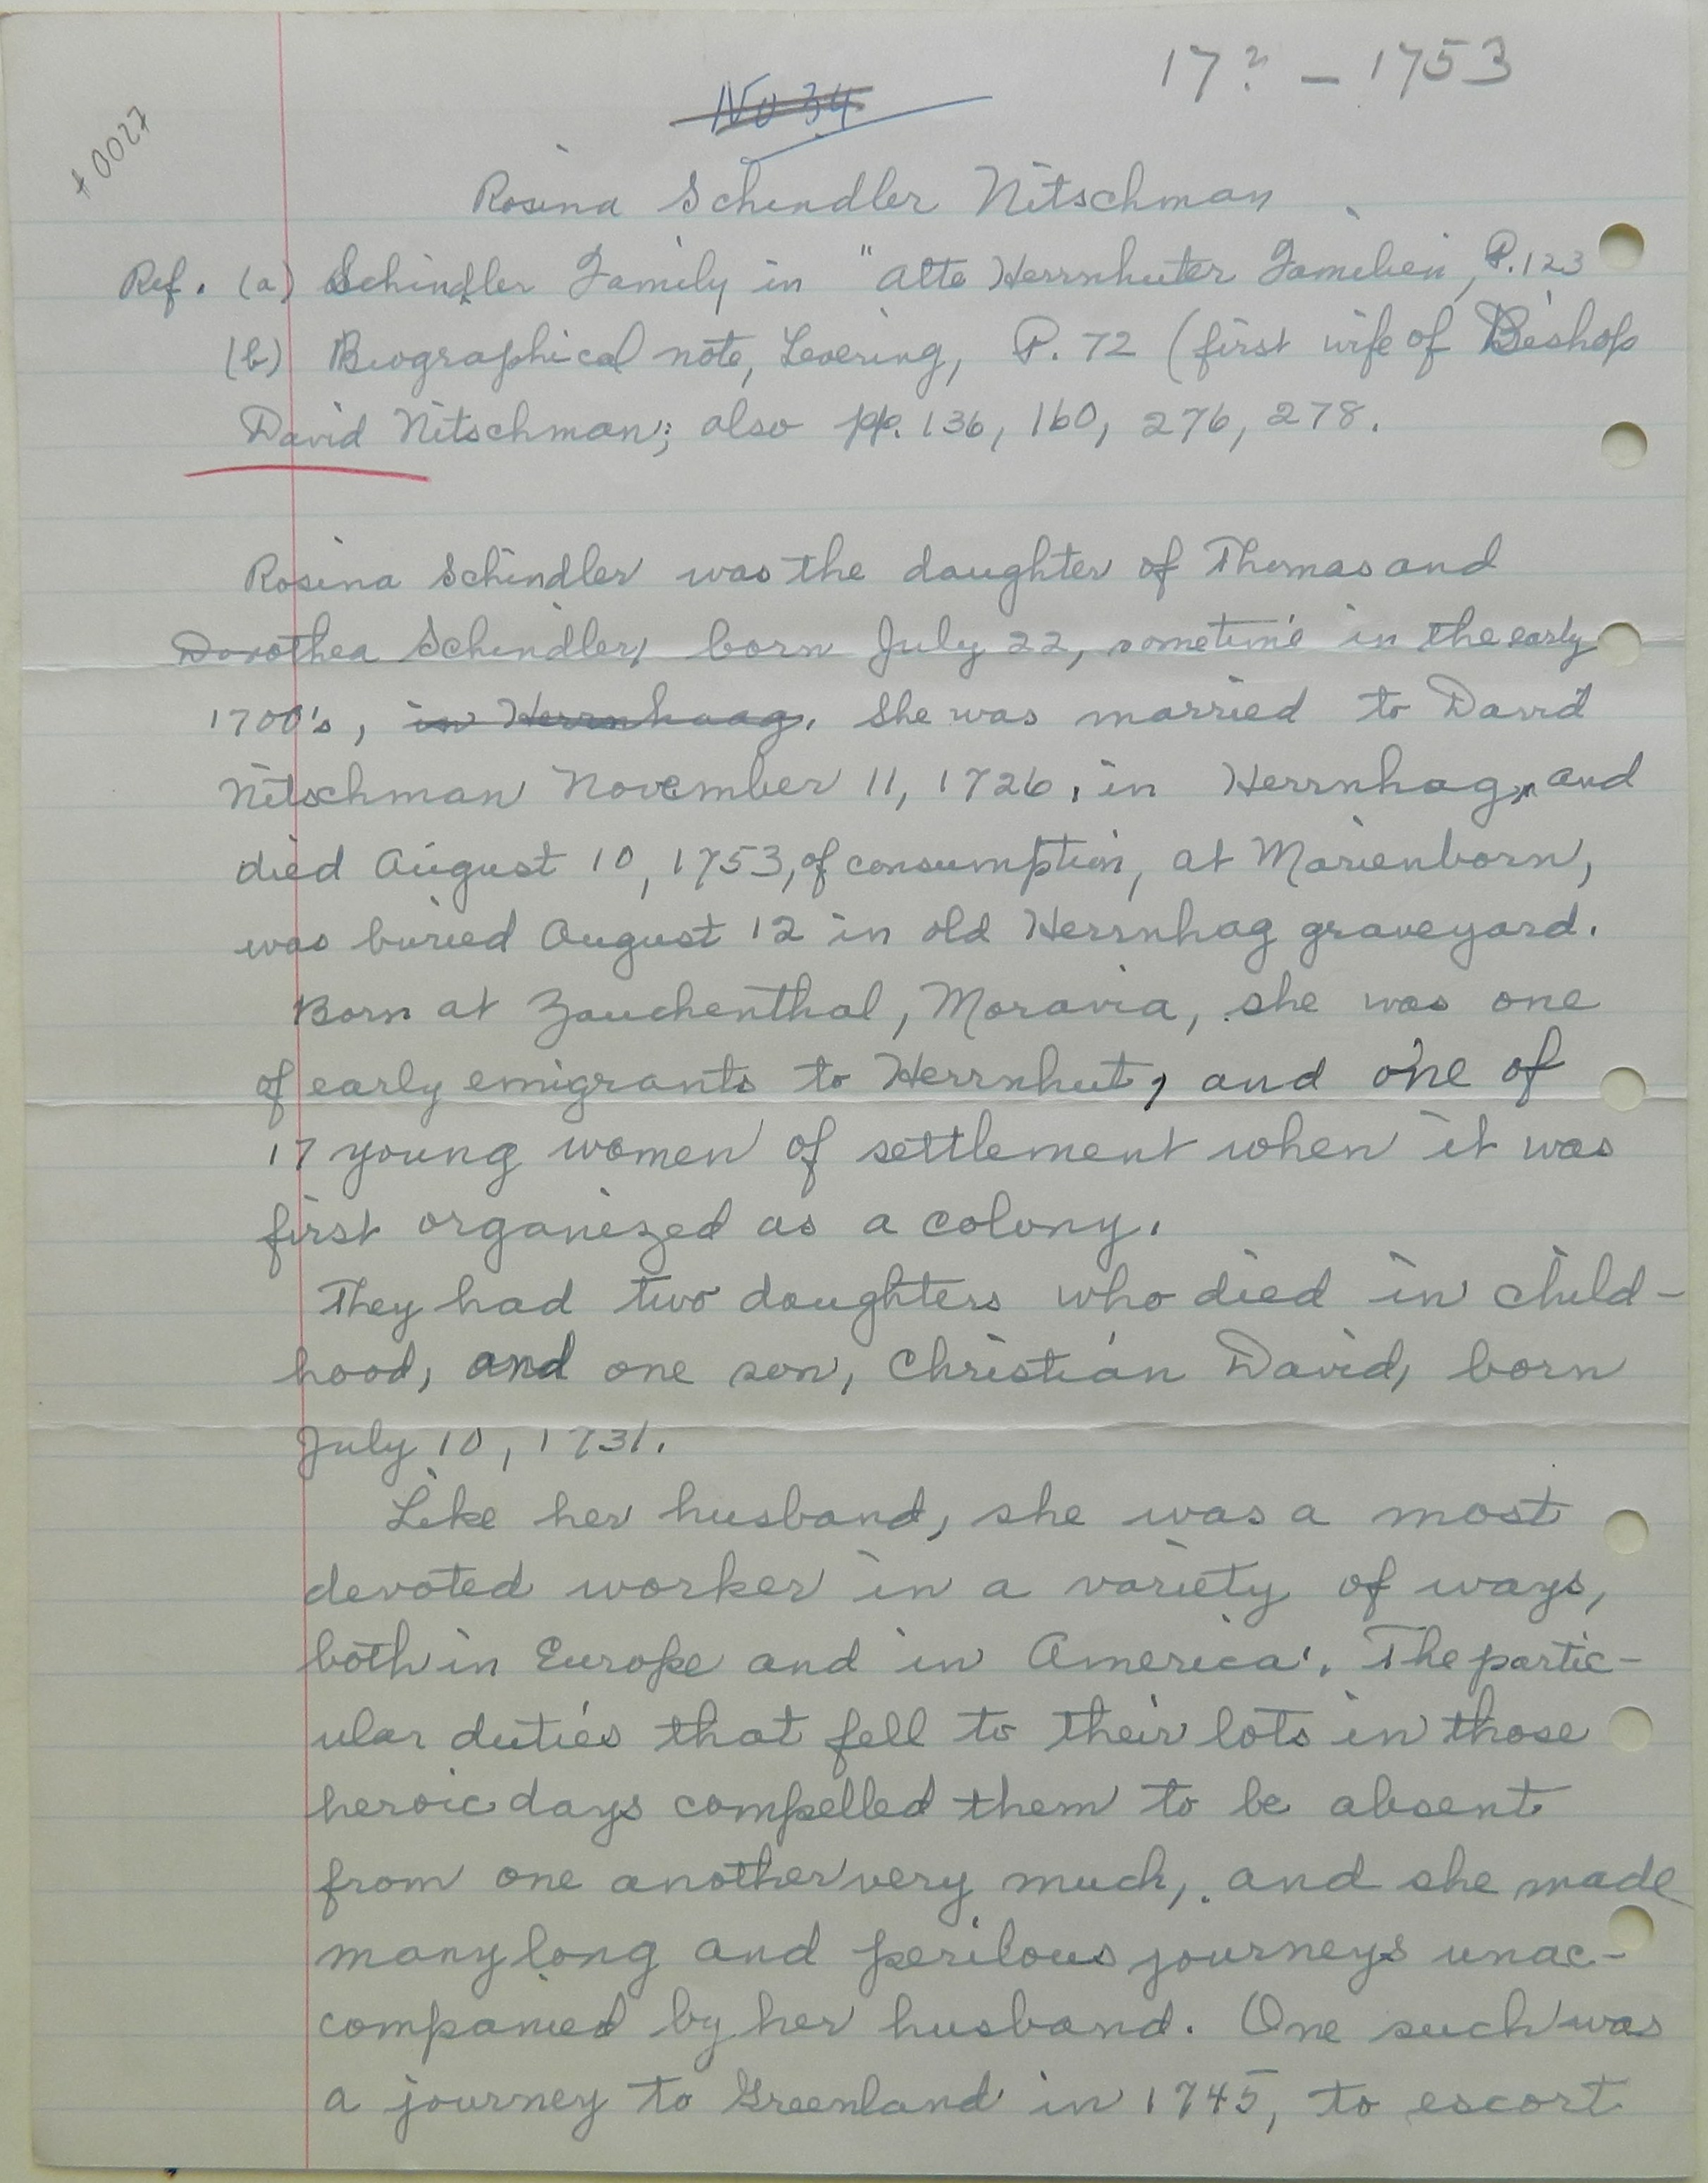 17? - 1753
No 34
+0027
Rosina Schindler Nitschman
Ref. (a) Schindler Family in "Alte Herrnhuter Familien, P. 123
(b) Biographical note, Levering, P. 72 (first wife of Bishop
David Nitschman; also pp. 136, 160, 276, 278.
Rosina Schindler was the daughter of Thomas and
Dorothea Schindler, born July 22, sometime in the early
1700's, in Herrnhaag. She was married to David
Nitschman November 11, 1726, in Herrnhag, and
died August 10, 1753, of consumption, at Marienborn,
was buried August 12 in old Herrnhag graveyard.
Born at Zauchenthal, Moravia, she was one
of early emigrants to Herrnhut, and one of
17 young women of settlement when it was
first organized as a colony.
They had two daughters who died in child-
hood, and one son, Christian David, born
July 10, 1731.
Like her husband, she was a most
devoted worker in a variety of ways,
both in Europe and in America. The partic-
ular duties that fell to their lots in those
heroic days compelled them to be absent
from one another very much, and she made
many long and perilous journeys unac-
companied by her husband. One such was
a journey to Greenland in 1745, to escort